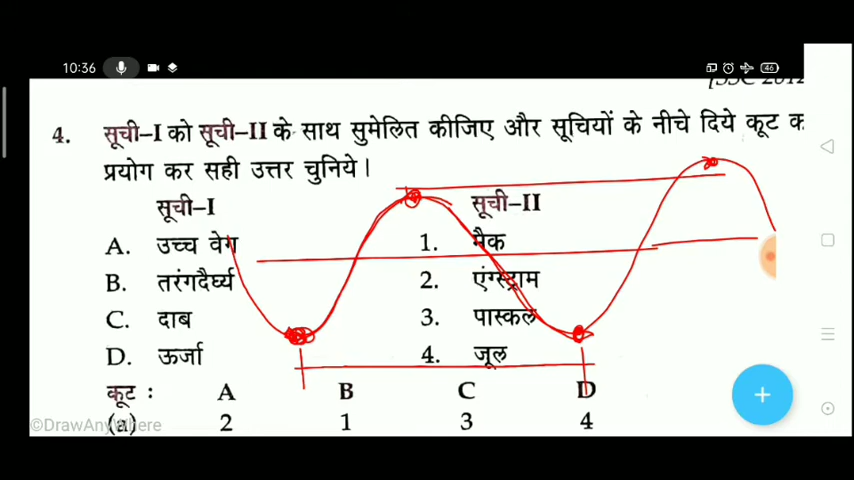 10:36 46
[SSC 2012
4. सूची–I को सूची–II के साथ सुमेलित कीजिए और सूचियों के नीचे दिये कूट क
प्रयोग कर सही उत्तर चुनिये।
सूची–I सूची–II
A. उच्च वेग 1. मैक
B. तरंगदैर्घ्य 2. एंग्स्ट्राम
C. दाब 3. पास्कल
D. ऊर्जा 4. जूल
कूट : A B C D
(a) 2 1 3 4
©DrawAnyWhere